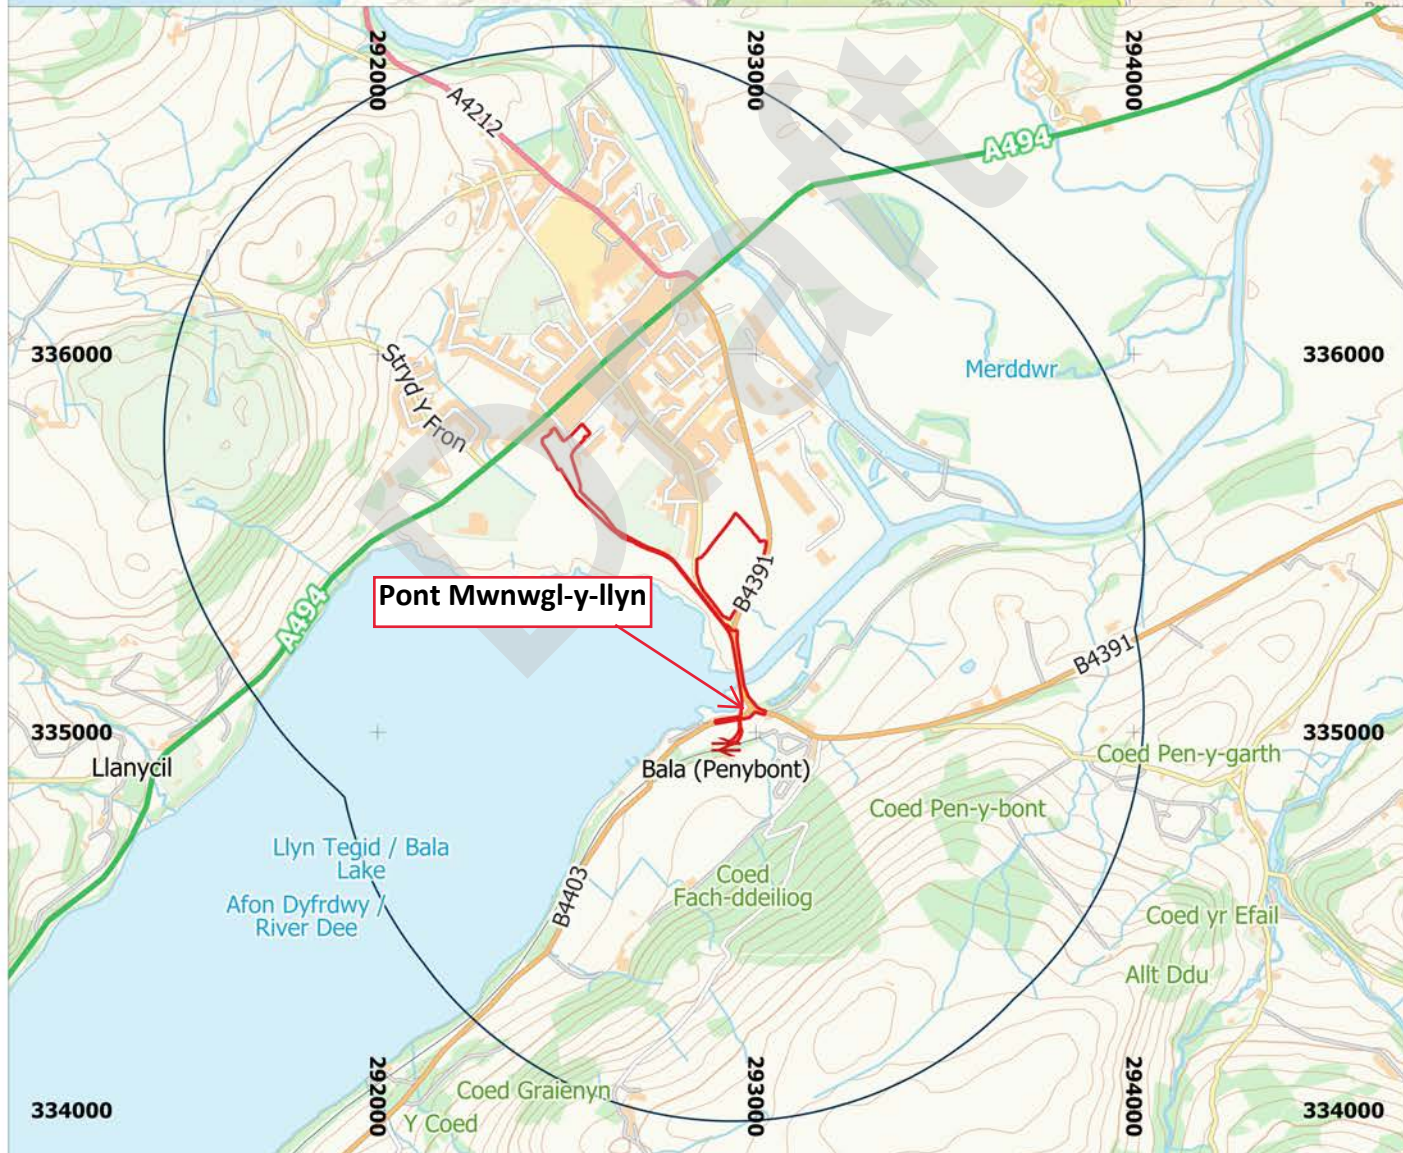 292000
293000
294000
A4212
A494
336000
336000
Merddwr
Stryd Y Fron
Draft
Pont Mwnwgl-y-llyn
B4391
A494
B4391
335000
335000
Llanycil
Bala (Penybont)
Coed Pen-y-garth
Coed Pen-y-bont
Llyn Tegid / Bala
Lake
Coed
Fach-ddeiliog
B4403
Afon Dyfrdwy /
River Dee
Coed yr Efail
Allt Ddu
292000
293000
294000
Coed Graienyn
334000
334000
Y Coed